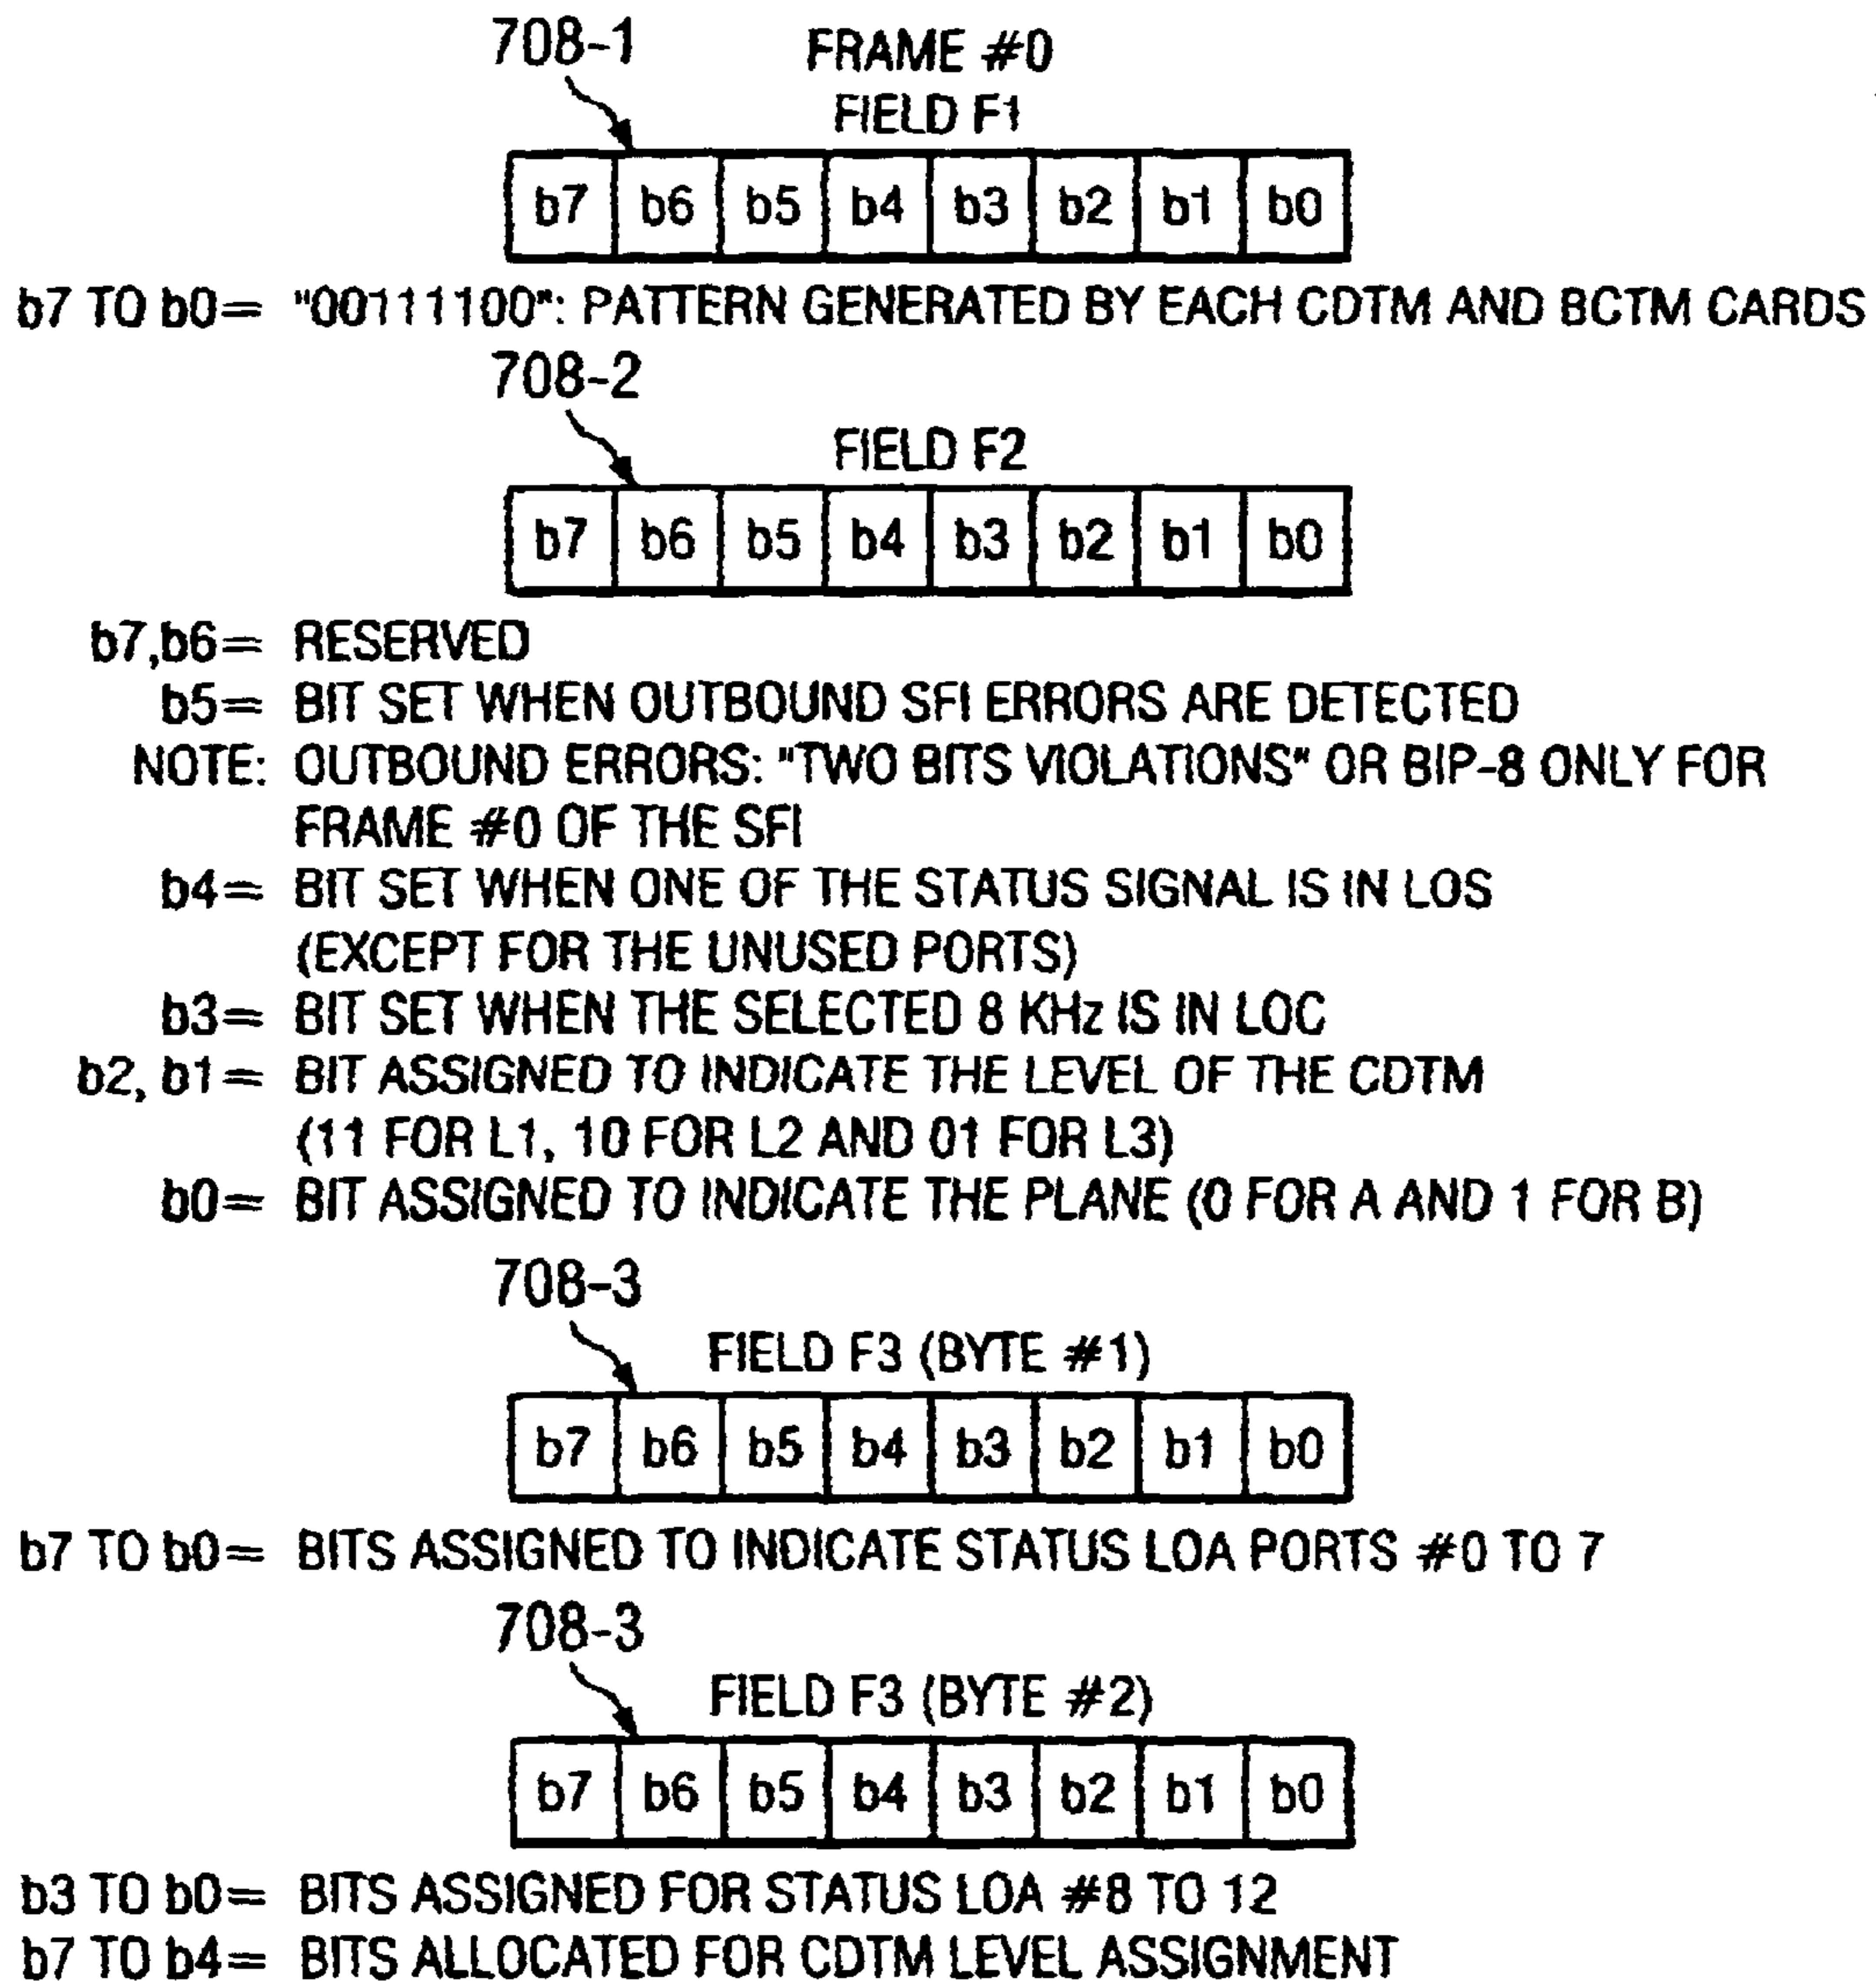 708-1
FRAME #0
FIELD F1
b7 b6 b5 b4 b3 b2 b1 b0
b7 TO b0= "00111100": PATTERN GENERATED BY EACH CDTM AND BCTM CARDS
708-2
FIELD F2
b7 b6 b5 b4 b3 b2 b1 b0
b7,b6= RESERVED
b5= BIT SET WHEN OUTBOUND SFI ERRORS ARE DETECTED
NOTE: OUTBOUND ERRORS: "TWO BITS VIOLATIONS" OR BIP-8 ONLY FOR
FRAME #0 OF THE SFI
b4= BIT SET WHEN ONE OF THE STATUS SIGNAL IS IN LOS
(EXCEPT FOR THE UNUSED PORTS)
b3= BIT SET WHEN THE SELECTED 8 KHz IS IN LOC
b2, b1= BIT ASSIGNED TO INDICATE THE LEVEL OF THE CDTM
(11 FOR L1, 10 FOR L2 AND 01 FOR L3)
b0= BIT ASSIGNED TO INDICATE THE PLANE (0 FOR A AND 1 FOR B)
708-3
FIELD F3 (BYTE #1)
b7 b6 b5 b4 b3 b2 b1 b0
b7 TO b0= BITS ASSIGNED TO INDICATE STATUS LOA PORTS #0 TO 7
708-3
FIELD F3 (BYTE #2)
b7 b6 b5 b4 b3 b2 b1 b0
b3 TO b0= BITS ASSIGNED FOR STATUS LOA #8 TO 12
b7 TO b4= BITS ALLOCATED FOR CDTM LEVEL ASSIGNMENT